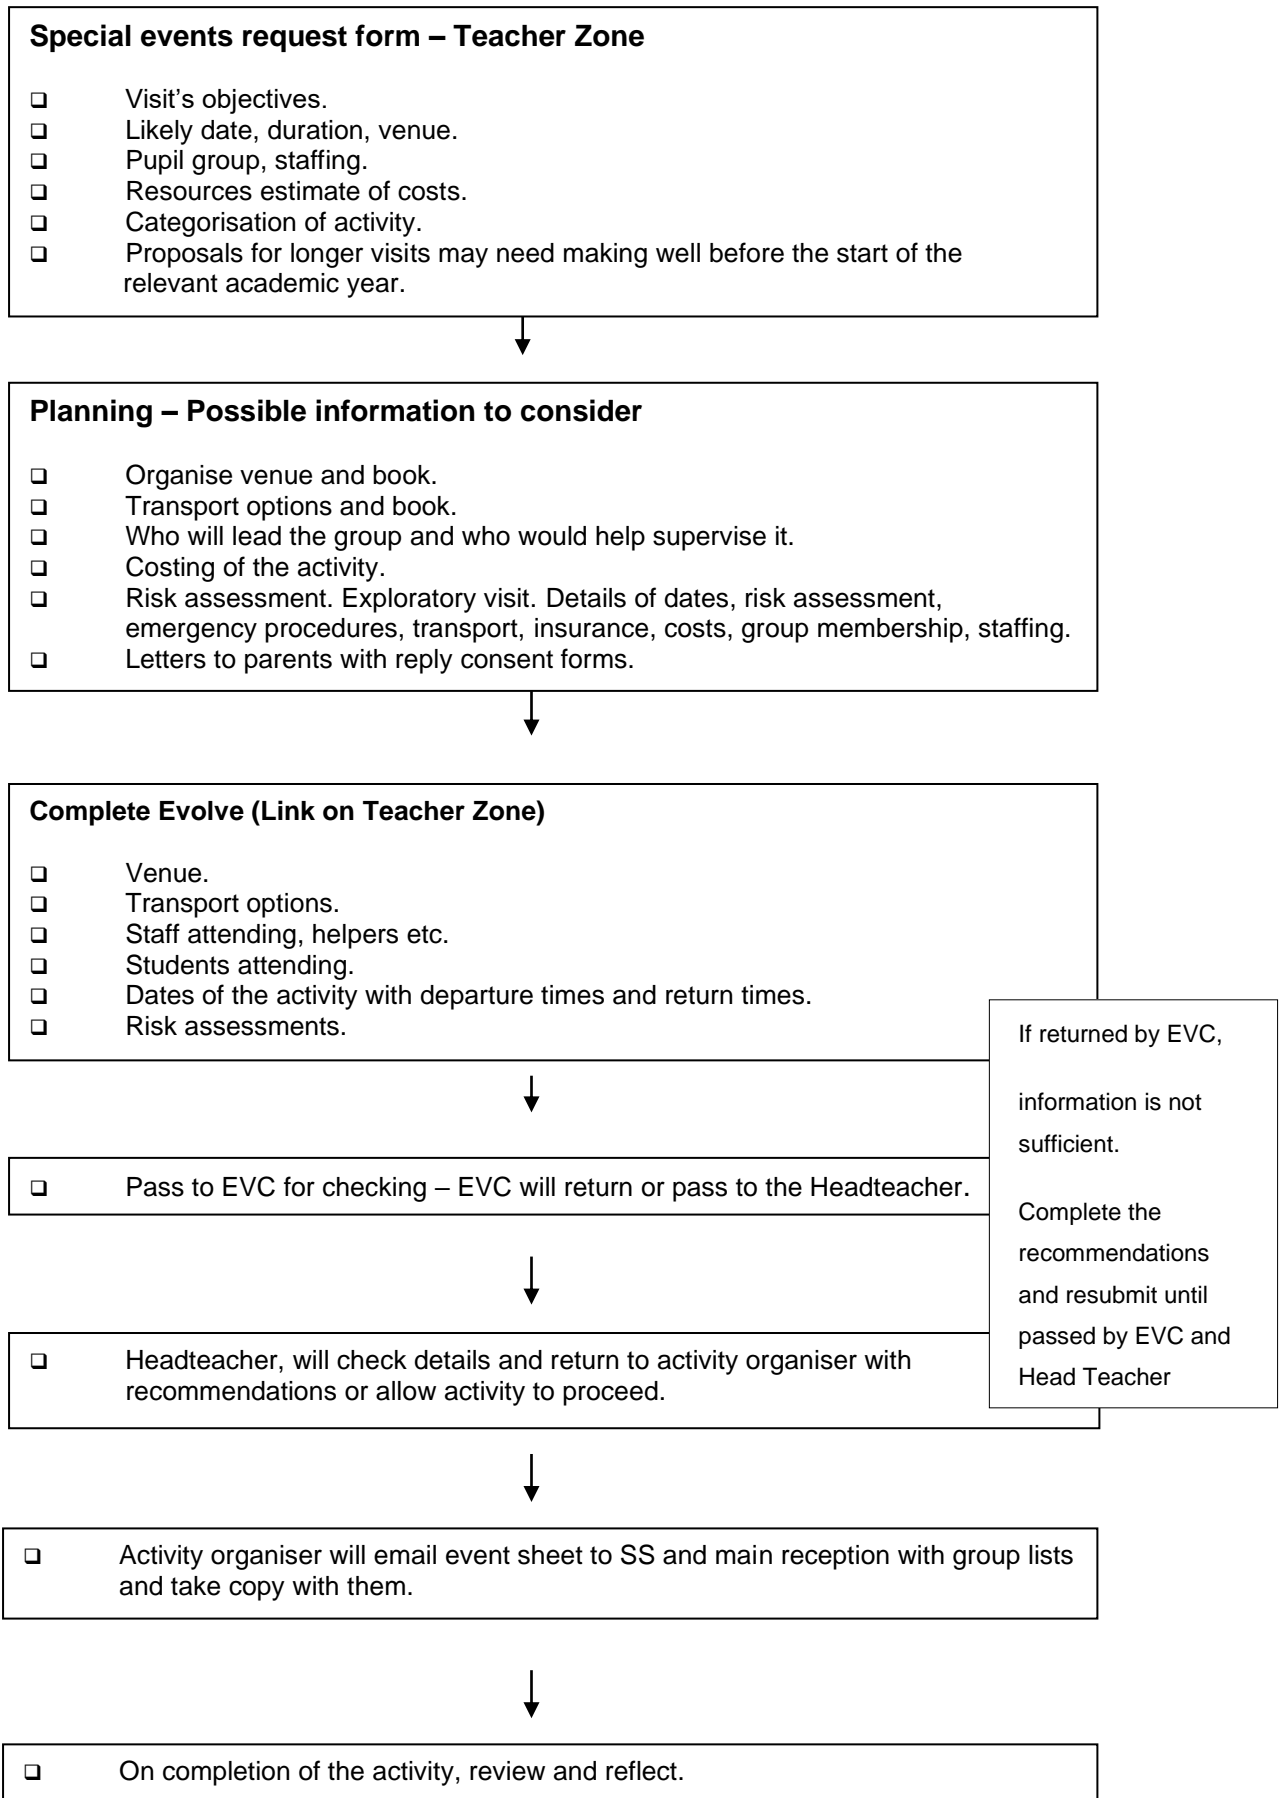 Special events request form – Teacher Zone
❑ Visit’s objectives.
❑ Likely date, duration, venue.
❑ Pupil group, staffing.
❑ Resources estimate of costs.
❑ Categorisation of activity.
❑ Proposals for longer visits may need making well before the start of the
relevant academic year.
Planning – Possible information to consider
❑ Organise venue and book.
❑ Transport options and book.
❑ Who will lead the group and who would help supervise it.
❑ Costing of the activity.
❑ Risk assessment. Exploratory visit. Details of dates, risk assessment,
emergency procedures, transport, insurance, costs, group membership, staffing.
❑ Letters to parents with reply consent forms.
Complete Evolve (Link on Teacher Zone)
❑ Venue.
❑ Transport options.
❑ Staff attending, helpers etc.
❑ Students attending.
❑ Dates of the activity with departure times and return times.
❑ Risk assessments.
If returned by EVC,
information is not
sufficient.
Complete the
recommendations
and resubmit until
passed by EVC and
Head Teacher
❑ Pass to EVC for checking – EVC will return or pass to the Headteacher.
❑ Headteacher, will check details and return to activity organiser with
recommendations or allow activity to proceed.
❑ Activity organiser will email event sheet to SS and main reception with group lists
and take copy with them.
❑ On completion of the activity, review and reflect.